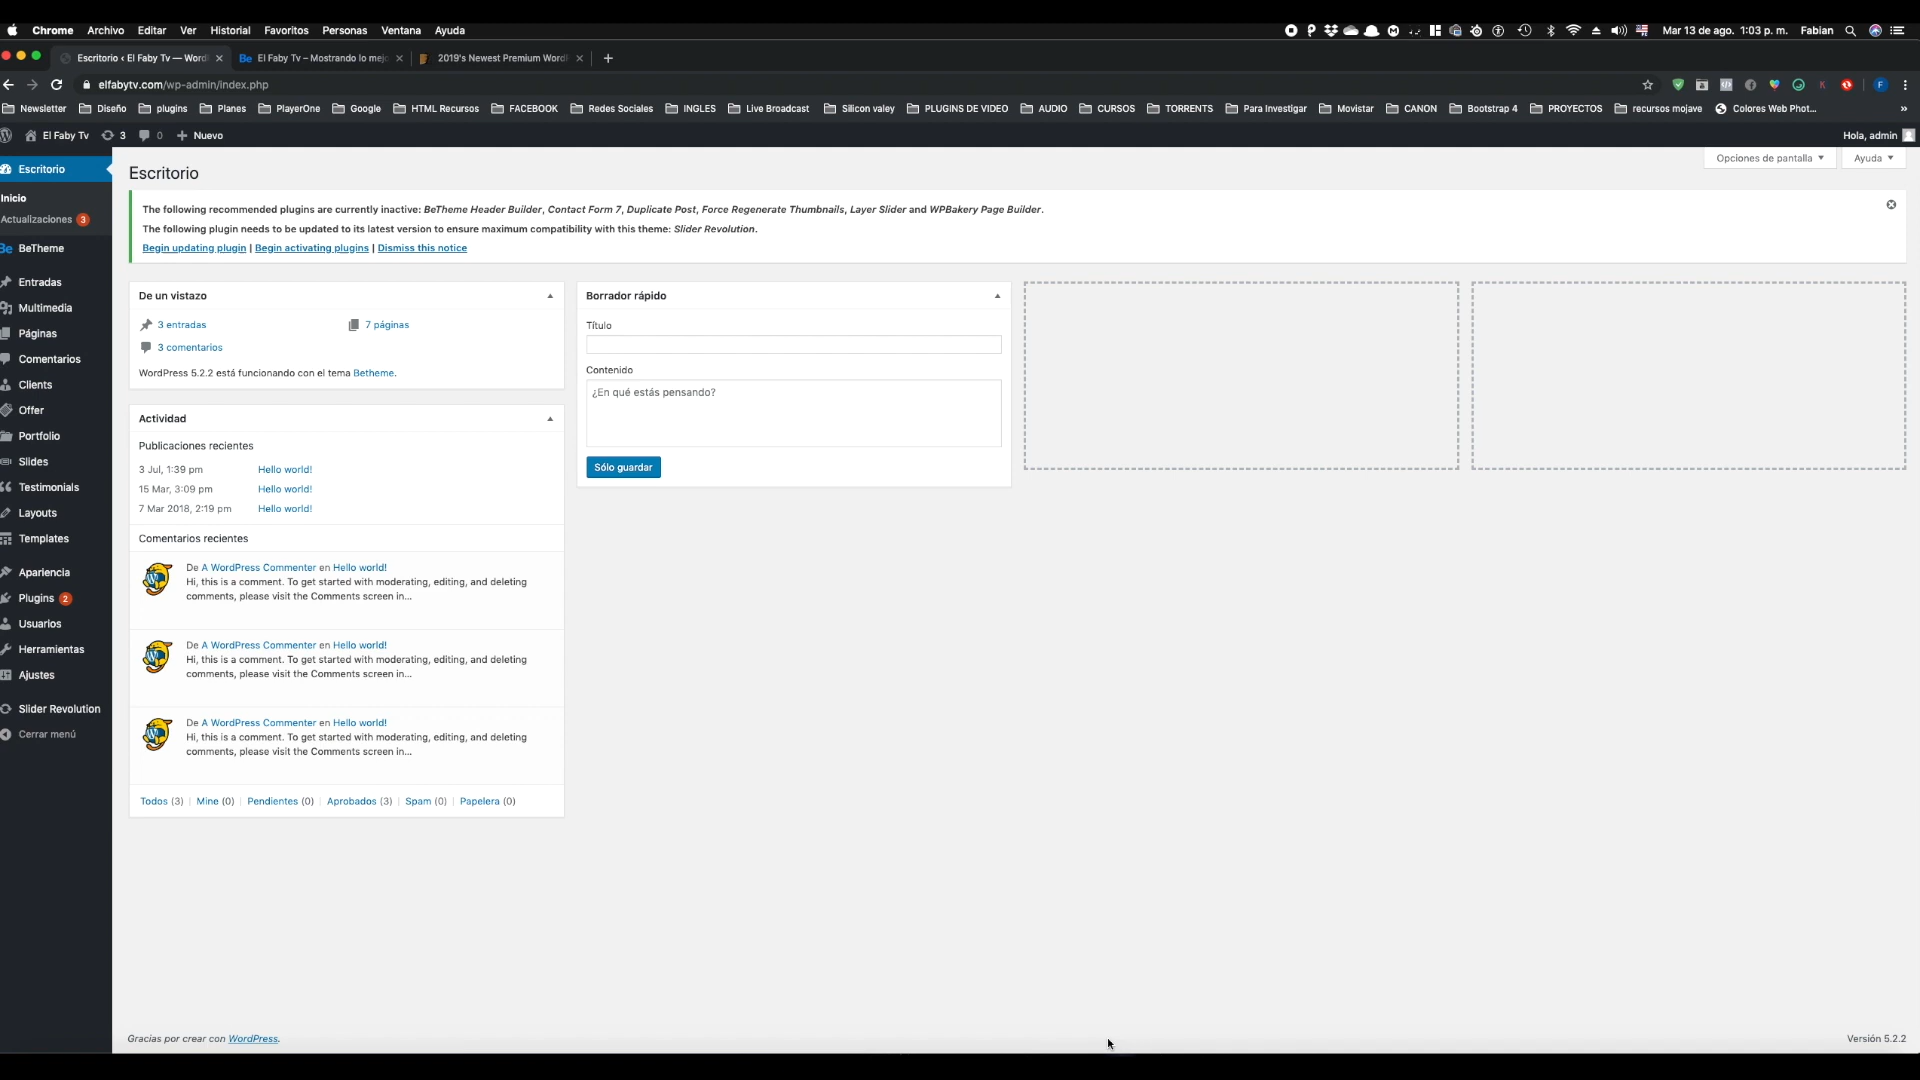 Chrome Archivo Editar Ver Historial Favoritos Personas Ventana Ayuda
Mar 13 de ago. 1:03 p. m. Fabian
Escritorio ‹ El Faby Tv — Word
El Faby Tv – Mostrando lo mej
2019's Newest Premium Word
elfabytv.com/wp-admin/index.php
Newsletter Diseño plugins Planes PlayerOne Google HTML Recursos FACEBOOK Redes Sociales INGLES Live Broadcast Silicon valey PLUGINS DE VIDEO AUDIO CURSOS TORRENTS Para Investigar Movistar CANON Bootstrap 4 PROYECTOS recursos mojave Colores Web Phot...
El Faby Tv 3 0 Nuevo
Hola, admin
Escritorio
Inicio
Actualizaciones 3
BeTheme
Entradas
Multimedia
Páginas
Comentarios
Clients
Offer
Portfolio
Slides
Testimonials
Layouts
Templates
Apariencia
Plugins 2
Usuarios
Herramientas
Ajustes
Slider Revolution
Cerrar menú
Opciones de pantalla
Ayuda
Escritorio
The following recommended plugins are currently inactive: BeTheme Header Builder, Contact Form 7, Duplicate Post, Force Regenerate Thumbnails, Layer Slider and WPBakery Page Builder.
The following plugin needs to be updated to its latest version to ensure maximum compatibility with this theme: Slider Revolution.
Begin updating plugin | Begin activating plugins | Dismiss this notice
De un vistazo
3 entradas
7 páginas
3 comentarios
WordPress 5.2.2 está funcionando con el tema Betheme.
Actividad
Publicaciones recientes
3 Jul, 1:39 pm Hello world!
15 Mar, 3:09 pm Hello world!
7 Mar 2018, 2:19 pm Hello world!
Comentarios recientes
De A WordPress Commenter en Hello world!
Hi, this is a comment. To get started with moderating, editing, and deleting
comments, please visit the Comments screen in...
De A WordPress Commenter en Hello world!
Hi, this is a comment. To get started with moderating, editing, and deleting
comments, please visit the Comments screen in...
De A WordPress Commenter en Hello world!
Hi, this is a comment. To get started with moderating, editing, and deleting
comments, please visit the Comments screen in...
Todos (3) | Mine (0) | Pendientes (0) | Aprobados (3) | Spam (0) | Papelera (0)
Borrador rápido
Título
Contenido
¿En qué estás pensando?
Sólo guardar
Gracias por crear con WordPress.
Versión 5.2.2